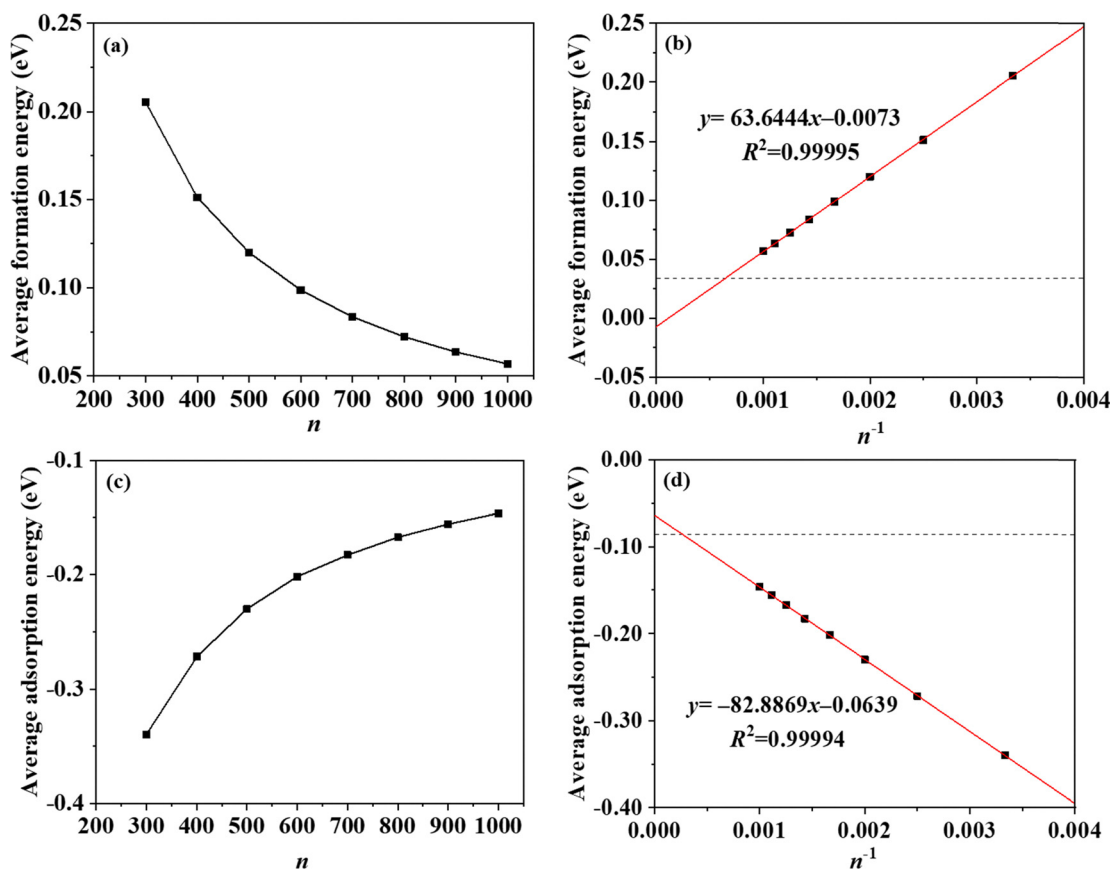 (a)
Average formation energy (eV)
0.25
0.20
0.15
0.10
0.05
200 300 400 500 600 700 800 900 1000
n
(b)
Average formation energy (eV)
0.25
0.20
0.15
0.10
0.05
0.00
-0.05
y= 63.6444x–0.0073
R²=0.99995
0.000 0.001 0.002 0.003 0.004
n⁻¹
(c)
Average adsorption energy (eV)
-0.1
-0.2
-0.3
-0.4
200 300 400 500 600 700 800 900 1000
n
(d)
Average adsorption energy (eV)
0.00
-0.10
-0.20
-0.30
-0.40
y= –82.8869x–0.0639
R²=0.99994
0.000 0.001 0.002 0.003 0.004
n⁻¹